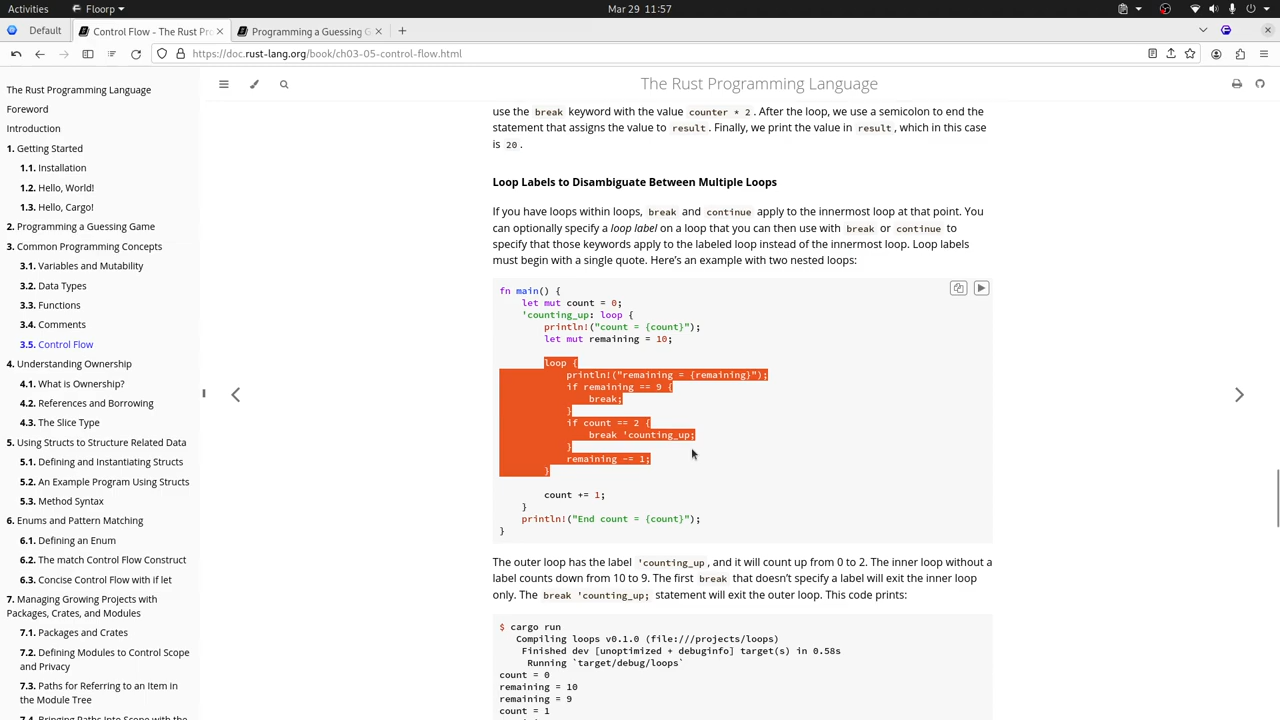 Activities
Floorp
Mar 29 11:57
Default
Control Flow - The Rust Pr
Programming a Guessing G
https://doc.rust-lang.org/book/ch03-05-control-flow.html
The Rust Programming Language
Foreword
Introduction
1. Getting Started
1.1. Installation
1.2. Hello, World!
1.3. Hello, Cargo!
2. Programming a Guessing Game
3. Common Programming Concepts
3.1. Variables and Mutability
3.2. Data Types
3.3. Functions
3.4. Comments
3.5. Control Flow
4. Understanding Ownership
4.1. What is Ownership?
4.2. References and Borrowing
4.3. The Slice Type
5. Using Structs to Structure Related Data
5.1. Defining and Instantiating Structs
5.2. An Example Program Using Structs
5.3. Method Syntax
6. Enums and Pattern Matching
6.1. Defining an Enum
6.2. The match Control Flow Construct
6.3. Concise Control Flow with if let
7. Managing Growing Projects with
Packages, Crates, and Modules
7.1. Packages and Crates
7.2. Defining Modules to Control Scope
and Privacy
7.3. Paths for Referring to an Item in
the Module Tree
7.4. Bringing Paths Into Scope with the
The Rust Programming Language
use the break keyword with the value counter * 2. After the loop, we use a semicolon to end the
statement that assigns the value to result. Finally, we print the value in result, which in this case
is 20.
Loop Labels to Disambiguate Between Multiple Loops
If you have loops within loops, break and continue apply to the innermost loop at that point. You
can optionally specify a loop label on a loop that you can then use with break or continue to
specify that those keywords apply to the labeled loop instead of the innermost loop. Loop labels
must begin with a single quote. Here's an example with two nested loops:
fn main() {
let mut count = 0;
'counting_up: loop {
println!("count = {count}");
let mut remaining = 10;
loop {
println!("remaining = {remaining}");
if remaining == 9 {
break;
}
if count == 2 {
break 'counting_up;
}
remaining -= 1;
}
count += 1;
}
println!("End count = {count}");
}
The outer loop has the label 'counting_up, and it will count up from 0 to 2. The inner loop without a
label counts down from 10 to 9. The first break that doesn't specify a label will exit the inner loop
only. The break 'counting_up; statement will exit the outer loop. This code prints:
$ cargo run
Compiling loops v0.1.0 (file:///projects/loops)
Finished dev [unoptimized + debuginfo] target(s) in 0.58s
Running `target/debug/loops`
count = 0
remaining = 10
remaining = 9
count = 1